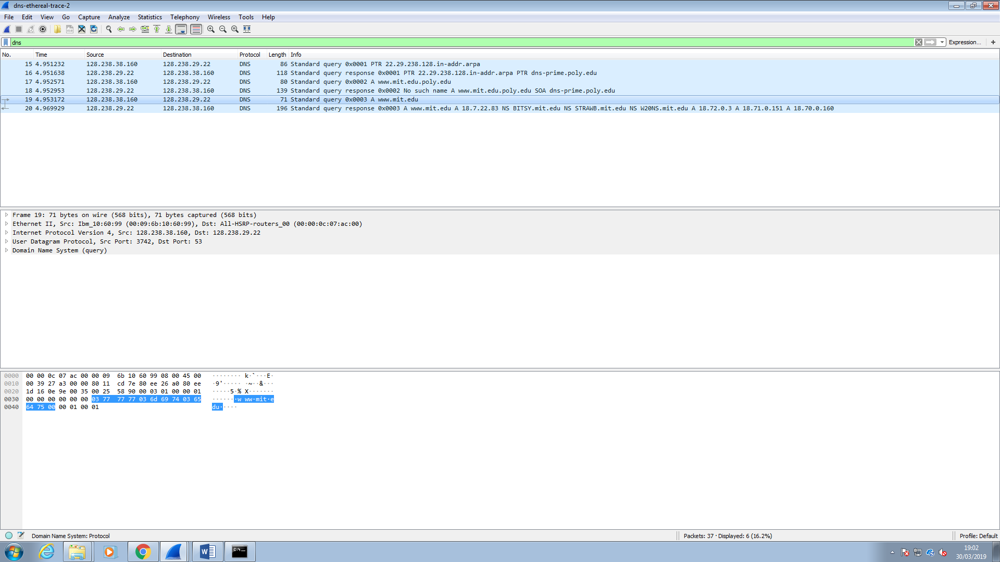 dns-ethereal-trace-2
File Edit View Go Capture Analyze Statistics Telephony Wireless Tools Help
dns Expression... +
No. Time Source Destination Protocol Length Info
15 4.951232 128.238.38.160 128.238.29.22 DNS 86 Standard query 0x0001 PTR 22.29.238.128.in-addr.arpa
16 4.951638 128.238.29.22 128.238.38.160 DNS 118 Standard query response 0x0001 PTR 22.29.238.128.in-addr.arpa PTR dns-prime.poly.edu
17 4.952571 128.238.38.160 128.238.29.22 DNS 80 Standard query 0x0002 A www.mit.edu.poly.edu
18 4.952953 128.238.29.22 128.238.38.160 DNS 139 Standard query response 0x0002 No such name A www.mit.edu.poly.edu SOA dns-prime.poly.edu
19 4.953172 128.238.38.160 128.238.29.22 DNS 71 Standard query 0x0003 A www.mit.edu
20 4.969929 128.238.29.22 128.238.38.160 DNS 196 Standard query response 0x0003 A www.mit.edu A 18.7.22.83 NS BITSY.mit.edu NS STRAWB.mit.edu NS W20NS.mit.edu A 18.72.0.3 A 18.71.0.151 A 18.70.0.160
Frame 19: 71 bytes on wire (568 bits), 71 bytes captured (568 bits)
Ethernet II, Src: Ibm_10:60:99 (00:09:6b:10:60:99), Dst: All-HSRP-routers_00 (00:00:0c:07:ac:00)
Internet Protocol Version 4, Src: 128.238.38.160, Dst: 128.238.29.22
User Datagram Protocol, Src Port: 3742, Dst Port: 53
Domain Name System (query)
0000 00 00 0c 07 ac 00 00 09 6b 10 60 99 08 00 45 00 ········ k·`···E·
0010 00 39 27 a3 00 00 80 11 cd 7e 80 ee 26 a0 80 ee ·9'····· ·~··&···
0020 1d 16 0e 9e 00 35 00 25 58 90 00 03 01 00 00 01 ·····5·% X·······
0030 00 00 00 00 00 00 03 77 77 77 03 6d 69 74 03 65 ·······w ww·mit·e
0040 64 75 00 00 01 00 01 du·····
Domain Name System: Protocol Packets: 37 · Displayed: 6 (16.2%) Profile: Default
C:\._
19:02
30/03/2019